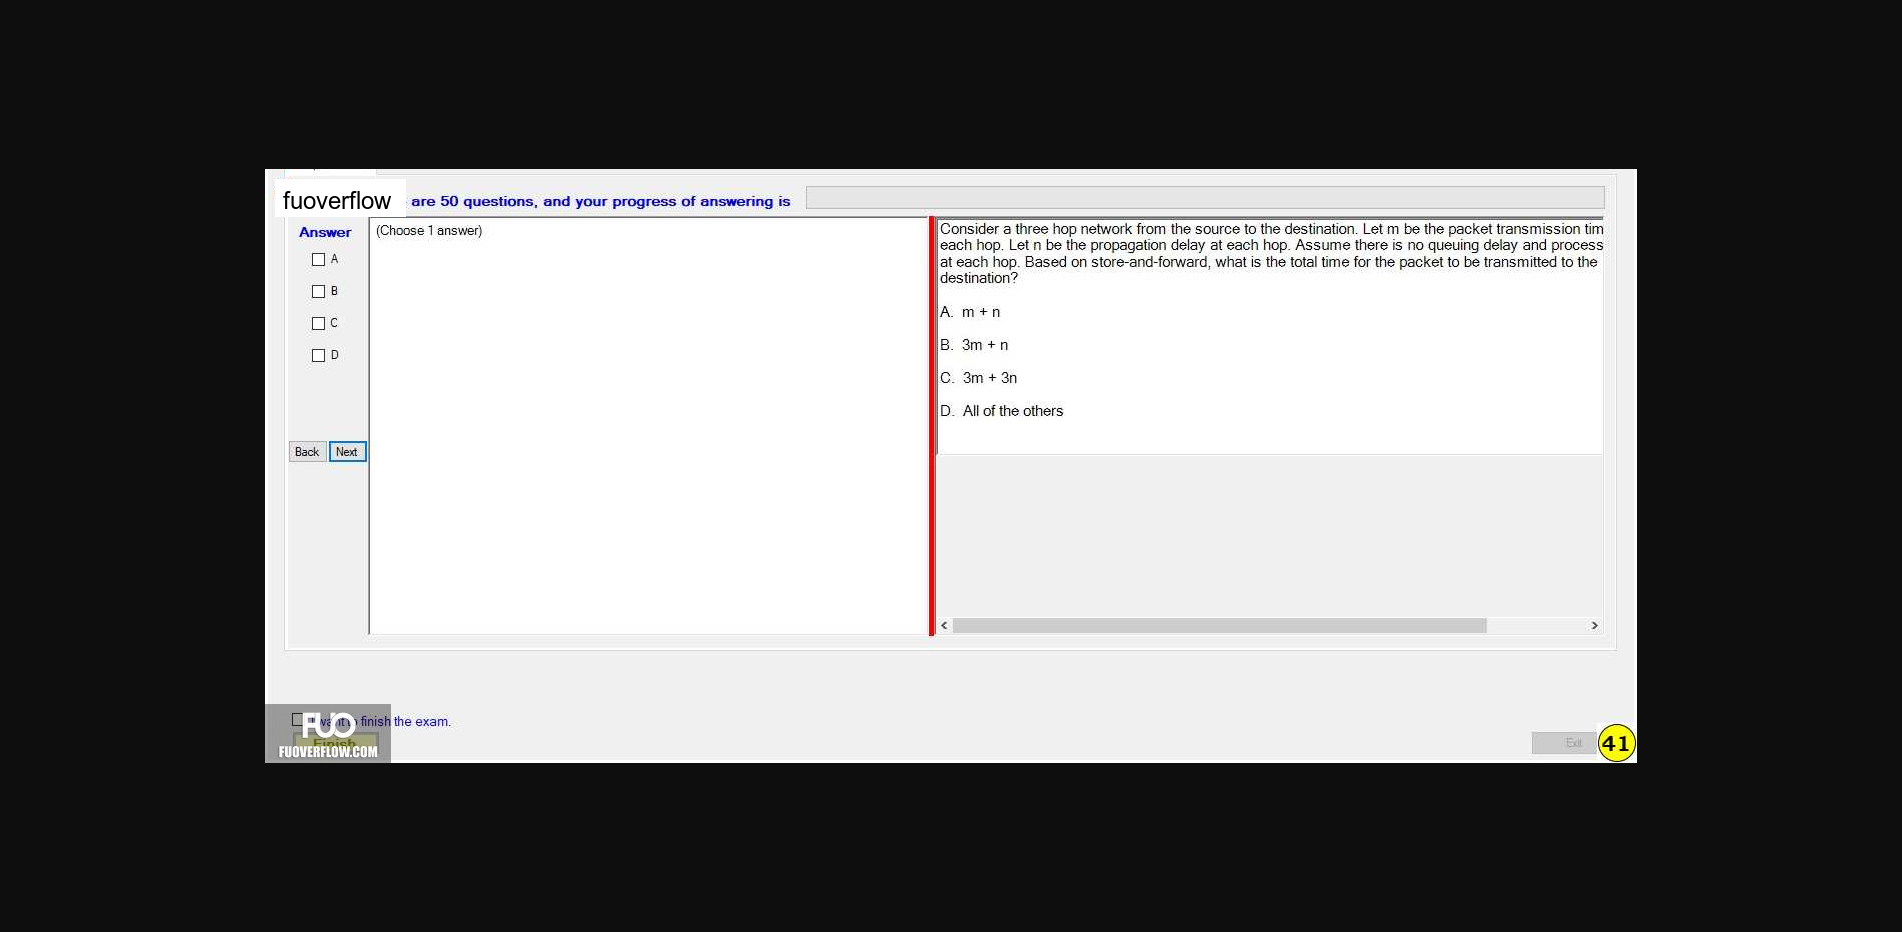 fuoverflow are 50 questions, and your progress of answering is
Answer
A
B
C
D
Back Next
(Choose 1 answer)
Consider a three hop network from the source to the destination. Let m be the packet transmission tim
each hop. Let n be the propagation delay at each hop. Assume there is no queuing delay and process
at each hop. Based on store-and-forward, what is the total time for the packet to be transmitted to the
destination?
A. m + n
B. 3m + n
C. 3m + 3n
D. All of the others
I want to finish the exam.
FUO
Finish
FUOVERFLOW.COM
Exit
41